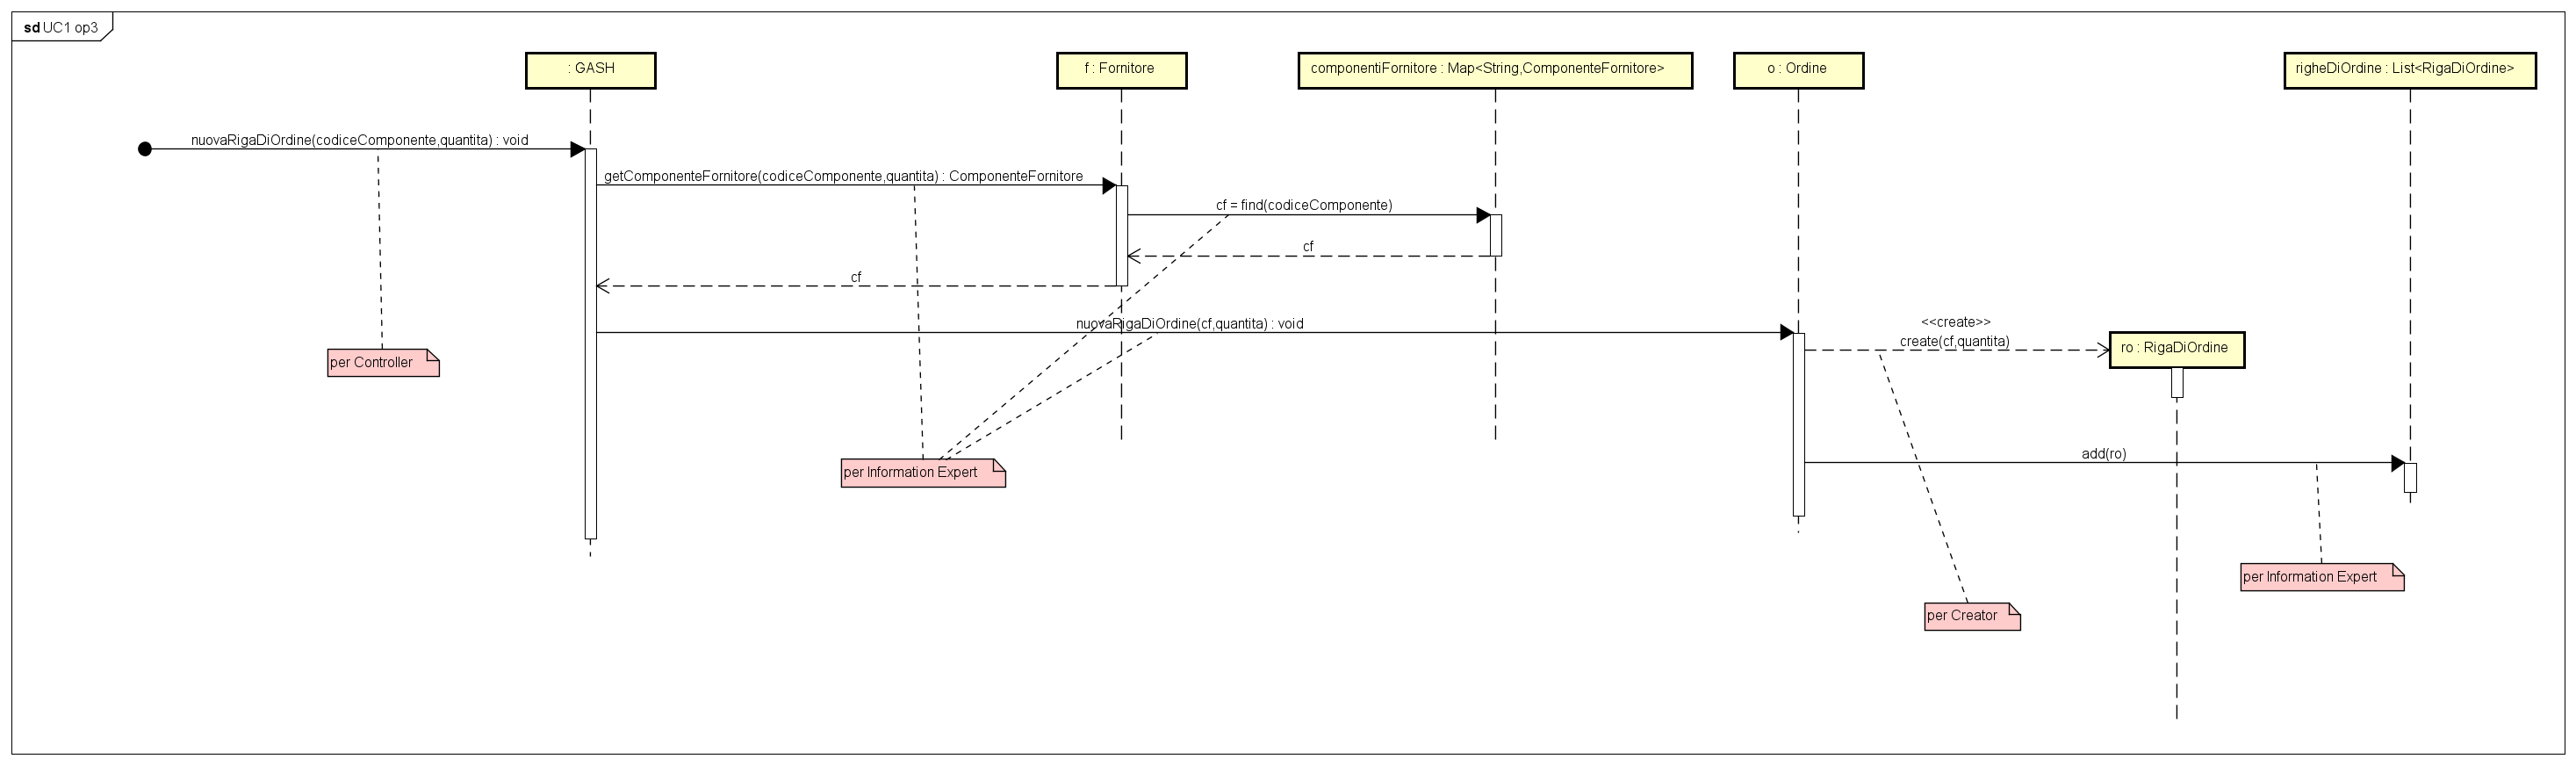 sd UC1 op3
: GASH
f : Fornitore
componentiFornitore : Map<String,ComponenteFornitore>
o : Ordine
righeDiOrdine : List<RigaDiOrdine>
nuovaRigaDiOrdine(codiceComponente,quantita) : void
getComponenteFornitore(codiceComponente,quantita) : ComponenteFornitore
cf = find(codiceComponente)
cf
cf
nuovaRigaDiOrdine(cf,quantita) : void
<<create>>
create(cf,quantita)
ro : RigaDiOrdine
per Controller
add(ro)
per Information Expert
per Information Expert
per Creator